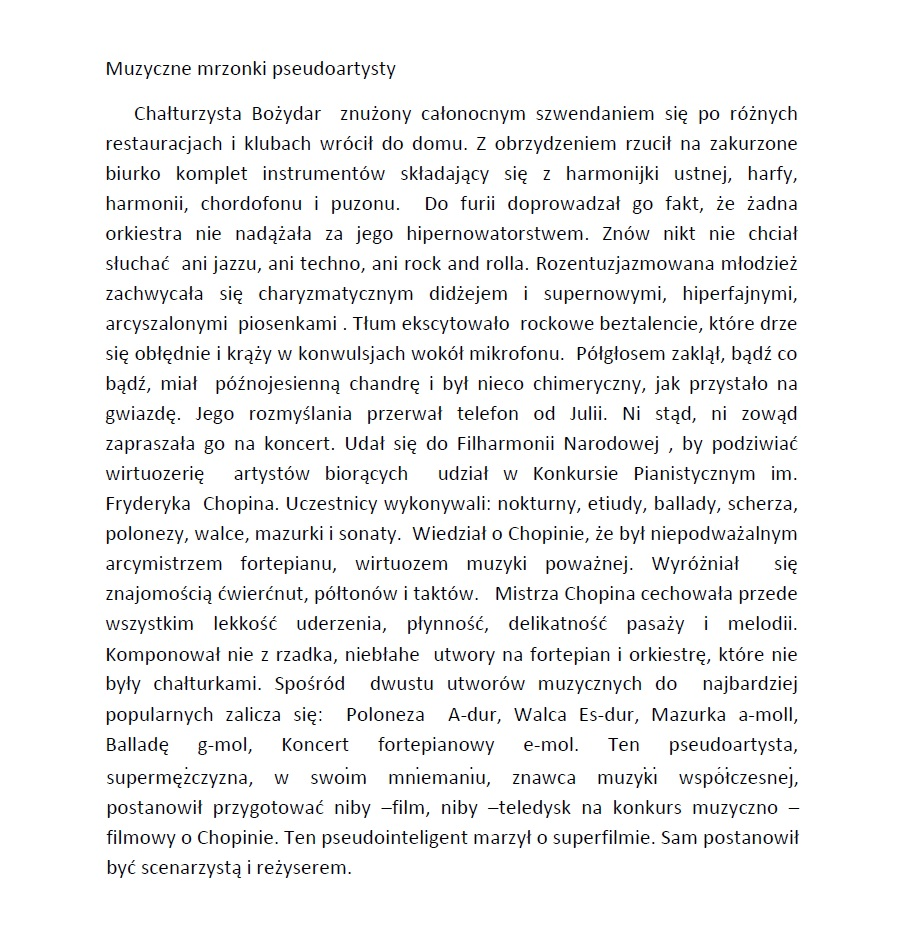 Muzyczne mrzonki pseudoartysty
Chałturzysta Bożydar znużony całonocnym szwendaniem się po różnych
restauracjach i klubach wrócił do domu. Z obrzydzeniem rzucił na zakurzone
biurko komplet instrumentów składający się z harmonijki ustnej, harfy,
harmonii, chordofonu i puzonu. Do furii doprowadzał go fakt, że żadna
orkiestra nie nadążała za jego hipernowatorstwem. Znów nikt nie chciał
słuchać ani jazzu, ani techno, ani rock and rolla. Rozentuzjazmowana młodzież
zachwycała się charyzmatycznym didżejem i supernowymi, hiperfajnymi,
arcyszalonymi piosenkami . Tłum ekscytowało rockowe beztalencie, które drze
się obłędnie i krąży w konwulsjach wokół mikrofonu. Półgłosem zaklął, bądź co
bądź, miał późnojesienną chandrę i był nieco chimeryczny, jak przystało na
gwiazdę. Jego rozmyślania przerwał telefon od Julii. Ni stąd, ni zowąd
zapraszała go na koncert. Udał się do Filharmonii Narodowej , by podziwiać
wirtuozerię artystów biorących udział w Konkursie Pianistycznym im.
Fryderyka Chopina. Uczestnicy wykonywali: nokturny, etiudy, ballady, scherza,
polonezy, walce, mazurki i sonaty. Wiedział o Chopinie, że był niepodważalnym
arcymistrzem fortepianu, wirtuozem muzyki poważnej. Wyróżniał się
znajomością ćwierćnut, półtonów i taktów. Mistrza Chopina cechowała przede
wszystkim lekkość uderzenia, płynność, delikatność pasaży i melodii.
Komponował nie z rzadka, niebłahe utwory na fortepian i orkiestrę, które nie
były chałturkami. Spośród dwustu utworów muzycznych do najbardziej
popularnych zalicza się: Poloneza A-dur, Walca Es-dur, Mazurka a-moll,
Balladę g-mol, Koncert fortepianowy e-mol. Ten pseudoartysta,
supermężczyzna, w swoim mniemaniu, znawca muzyki współczesnej,
postanowił przygotować niby –film, niby –teledysk na konkurs muzyczno –
filmowy o Chopinie. Ten pseudointeligent marzył o superfilmie. Sam postanowił
być scenarzystą i reżyserem.